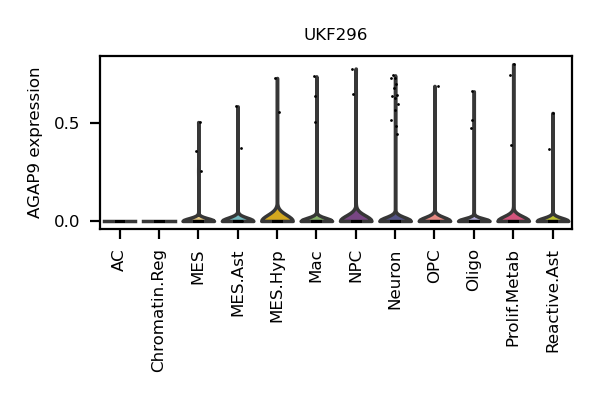 UKF296
AGAP9 expression
0.5
0.0
AC
Chromatin.Reg
MES
MES.Ast
MES.Hyp
Mac
NPC
Neuron
OPC
Oligo
Prolif.Metab
Reactive.Ast